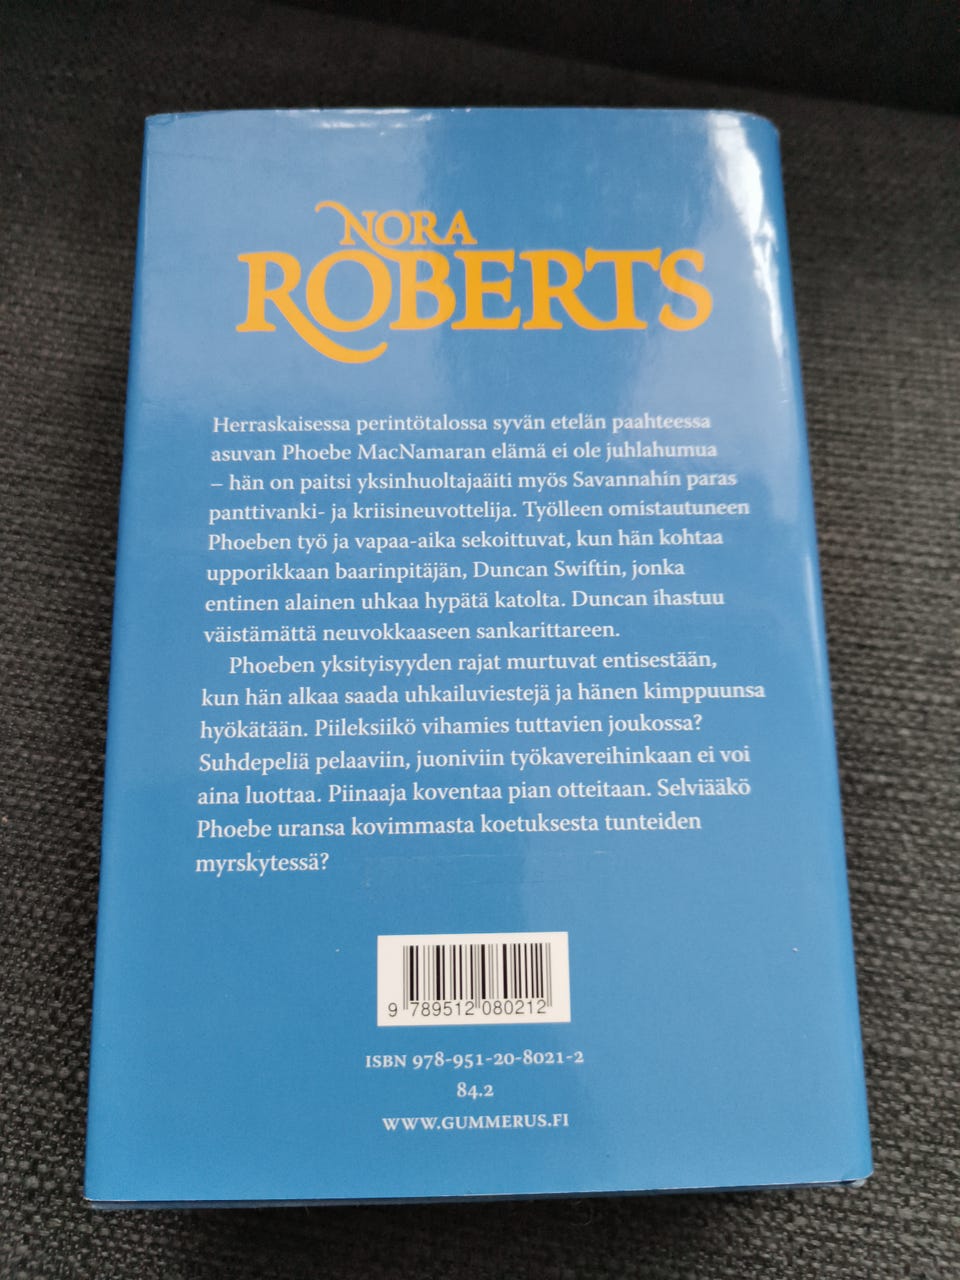 NORA
ROBERTS
Herraskaisessa perintötalossa syvän etelän paahteessa
asuvan Phoebe MacNamaran elämä ei ole juhlahumua
– hän on paitsi yksinhuoltajaäiti myös Savannahin paras
panttivanki- ja kriisineuvottelija. Työlleen omistautuneen
Phoeben työ ja vapaa-aika sekoittuvat, kun hän kohtaa
upporikkaan baarinpitäjän, Duncan Swiftin, jonka
entinen alainen uhkaa hypätä katolta. Duncan ihastuu
väistämättä neuvokkaaseen sankarittareen.
Phoeben yksityisyyden rajat murtuvat entisestään,
kun hän alkaa saada uhkailuviestejä ja hänen kimppuunsa
hyökätään. Piileksiikö vihamies tuttavien joukossa?
Suhdepeliä pelaaviin, juoniviin työkavereihinkaan ei voi
aina luottaa. Piinaaja koventaa pian otteitaan. Selviääkö
Phoebe uransa kovimmasta koetuksesta tunteiden
myrskytessä?
9 789512 080212
ISBN 978-951-20-8021-2
84.2
WWW.GUMMERUS.FI